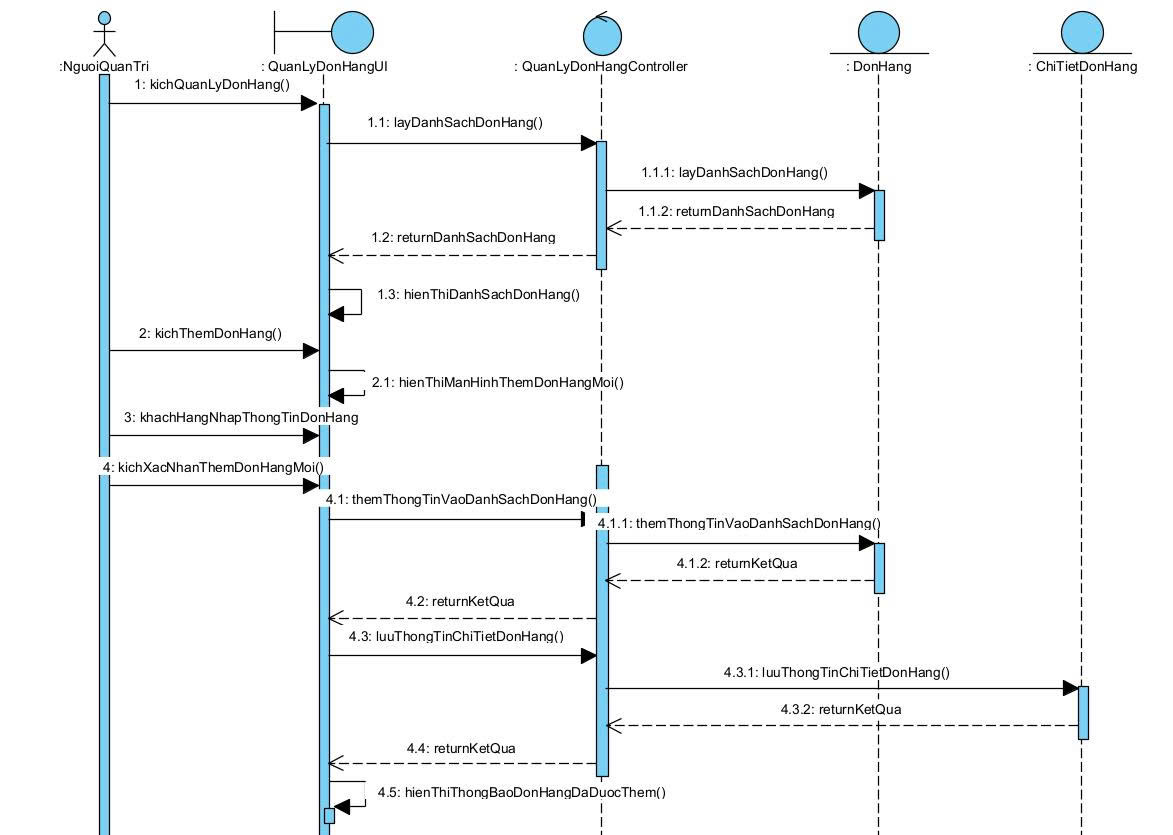 :NguoiQuanTri
: QuanLyDonHangUI
: QuanLyDonHangController
: DonHang
: ChiTietDonHang
1: kichQuanLyDonHang()
1.1: layDanhSachDonHang()
1.1.1: layDanhSachDonHang()
1.1.2: returnDanhSachDonHang
1.2: returnDanhSachDonHang
1.3: hienThiDanhSachDonHang()
2: kichThemDonHang()
2.1: hienThiManHinhThemDonHangMoi()
3: khachHangNhapThongTinDonHang
4: kichXacNhanThemDonHangMoi()
4.1: themThongTinVaoDanhSachDonHang()
4.1.1: themThongTinVaoDanhSachDonHang()
4.1.2: returnKetQua
4.2: returnKetQua
4.3: luuThongTinChiTietDonHang()
4.3.1: luuThongTinChiTietDonHang()
4.3.2: returnKetQua
4.4: returnKetQua
4.5: hienThiThongBaoDonHangDaDuocThem()